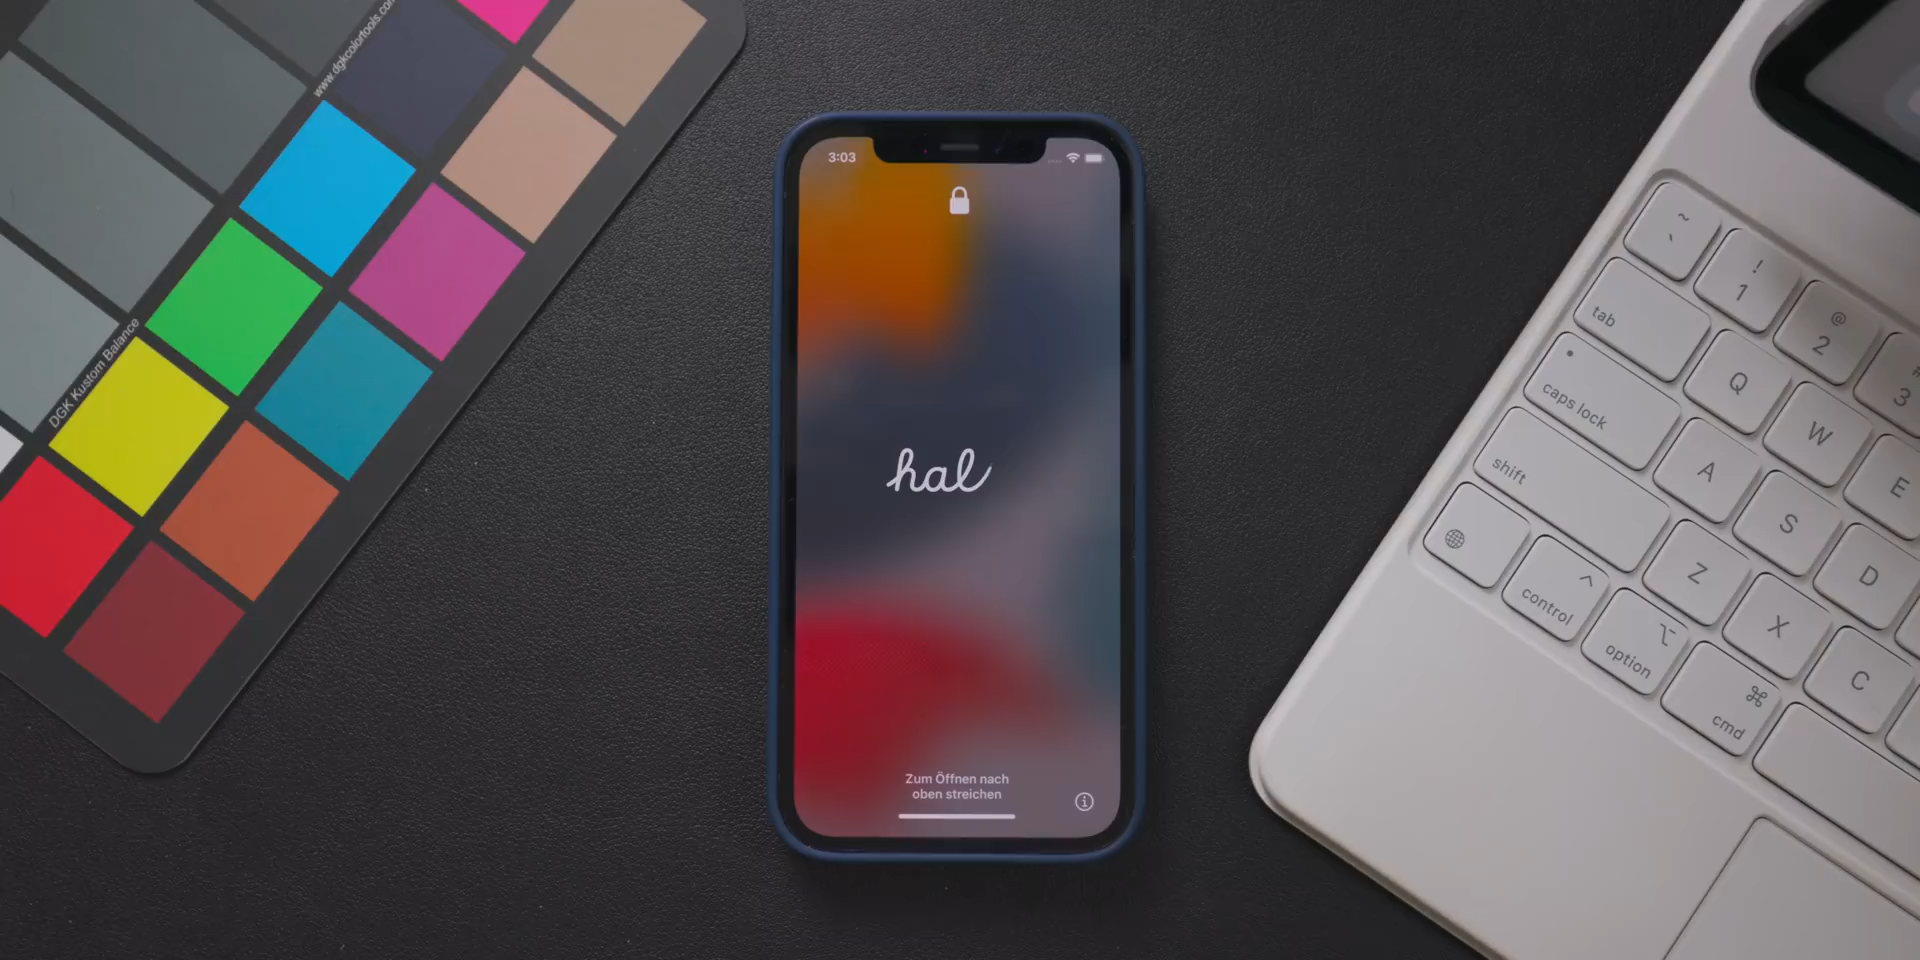 www.dgkcolortools.com
DGK Kustom Balance
3:03
hal
Zum Öffnen nach
oben streichen
~
`
!
1
@
2
#
3
tab
Q
W
E
caps lock
A
S
D
shift
Z
X
C
control
option
cmd